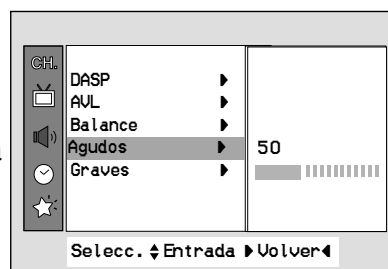 CH.
DASP
AVL
Balance
Agudos 50
Graves
Selecc. Entrada Volver